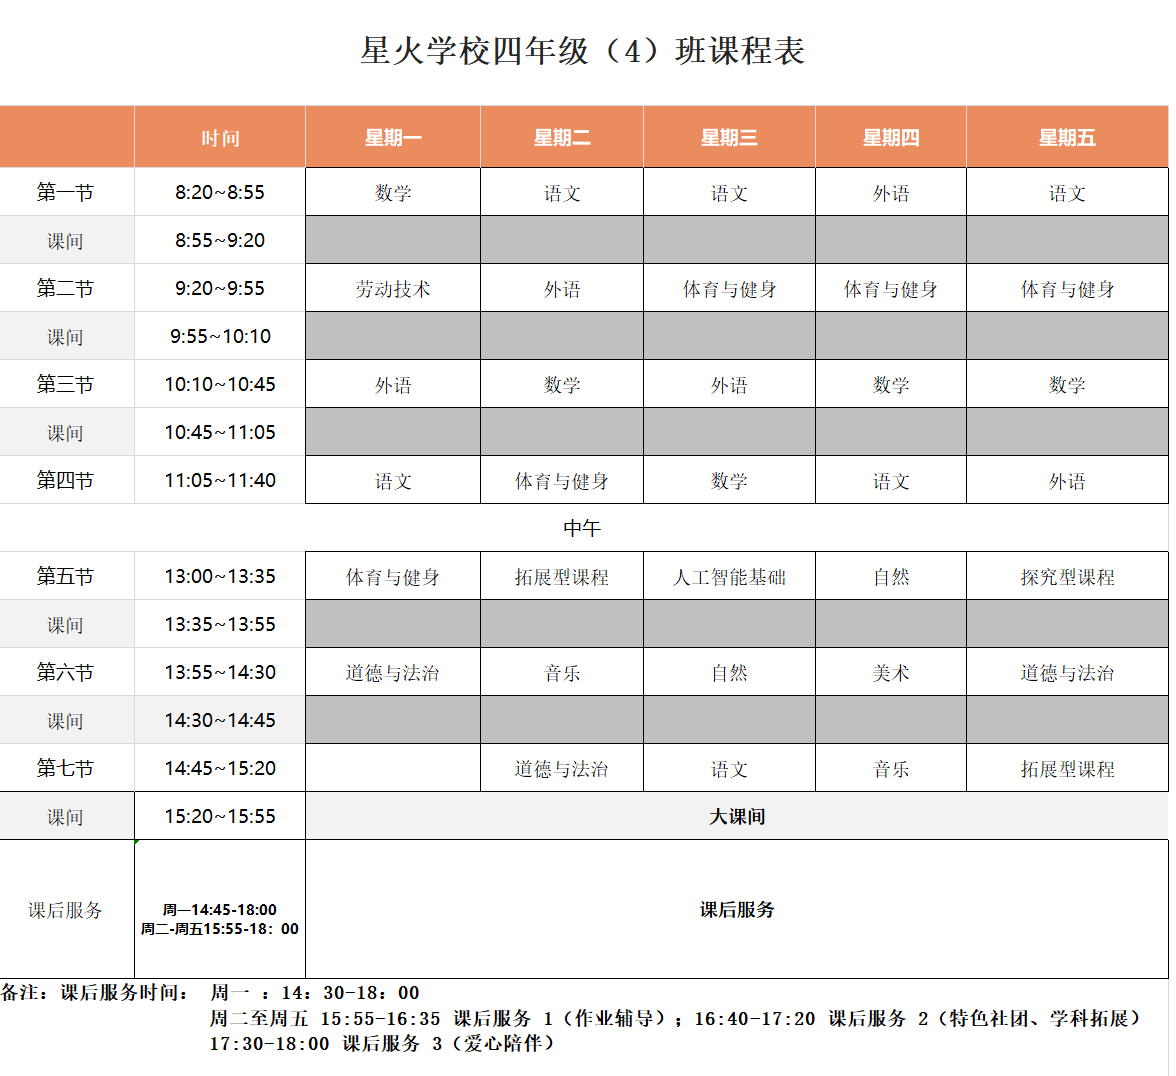 星火学校四年级（4）班课程表
时间 星期一 星期二 星期三 星期四 星期五
第一节 8:20~8:55 数学 语文 语文 外语 语文
课间 8:55~9:20
第二节 9:20~9:55 劳动技术 外语 体育与健身 体育与健身 体育与健身
课间 9:55~10:10
第三节 10:10~10:45 外语 数学 外语 数学 数学
课间 10:45~11:05
第四节 11:05~11:40 语文 体育与健身 数学 语文 外语
中午
第五节 13:00~13:35 体育与健身 拓展型课程 人工智能基础 自然 探究型课程
课间 13:35~13:55
第六节 13:55~14:30 道德与法治 音乐 自然 美术 道德与法治
课间 14:30~14:45
第七节 14:45~15:20 道德与法治 语文 音乐 拓展型课程
课间 15:20~15:55 大课间
课后服务 周一14:45-18:00 课后服务
周二-周五15:55-18：00
备注：课后服务时间： 周一 ：14：30-18：00
周二至周五 15:55-16:35 课后服务 1（作业辅导）；16:40-17:20 课后服务 2（特色社团、学科拓展）
17:30-18:00 课后服务 3（爱心陪伴）